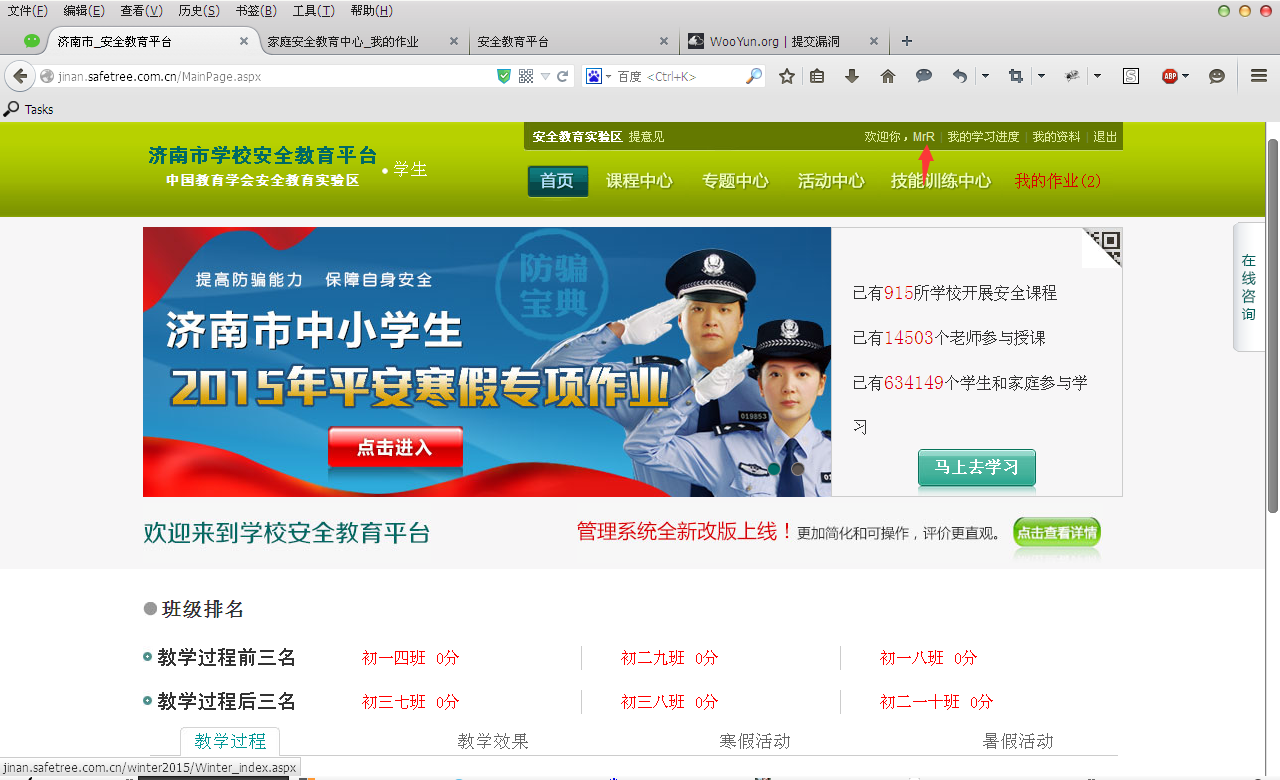 文件(F) 编辑(E) 查看(V) 历史(S) 书签(B) 工具(T) 帮助(H)
济南市_安全教育平台 × 家庭安全教育中心_我的作业 × 安全教育平台 × WooYun.org | 提交漏洞 × +
jinan.safetree.com.cn/MainPage.aspx 百度 <Ctrl+K> S ABP
Tasks
安全教育实验区 提意见 欢迎你，MrR | 我的学习进度 | 我的资料 | 退出
济南市学校安全教育平台
中国教育学会安全教育实验区
•学生
首页 课程中心 专题中心 活动中心 技能训练中心 我的作业(2)
提高防骗能力 保障自身安全
防骗
宝典
济南市中小学生
2015年平安寒假专项作业
点击进入
019853
已有915所学校开展安全课程
已有14503个老师参与授课
已有634149个学生和家庭参与学
习
马上去学习
在
线
咨
询
欢迎来到学校安全教育平台 管理系统全新改版上线！更加简化和可操作，评价更直观。 点击查看详情
班级排名
教学过程前三名 初一四班 0分 初二九班 0分 初一八班 0分
教学过程后三名 初三七班 0分 初三八班 0分 初二一十班 0分
教学过程 教学效果 寒假活动 暑假活动
jinan.safetree.com.cn/winter2015/Winter_index.aspx